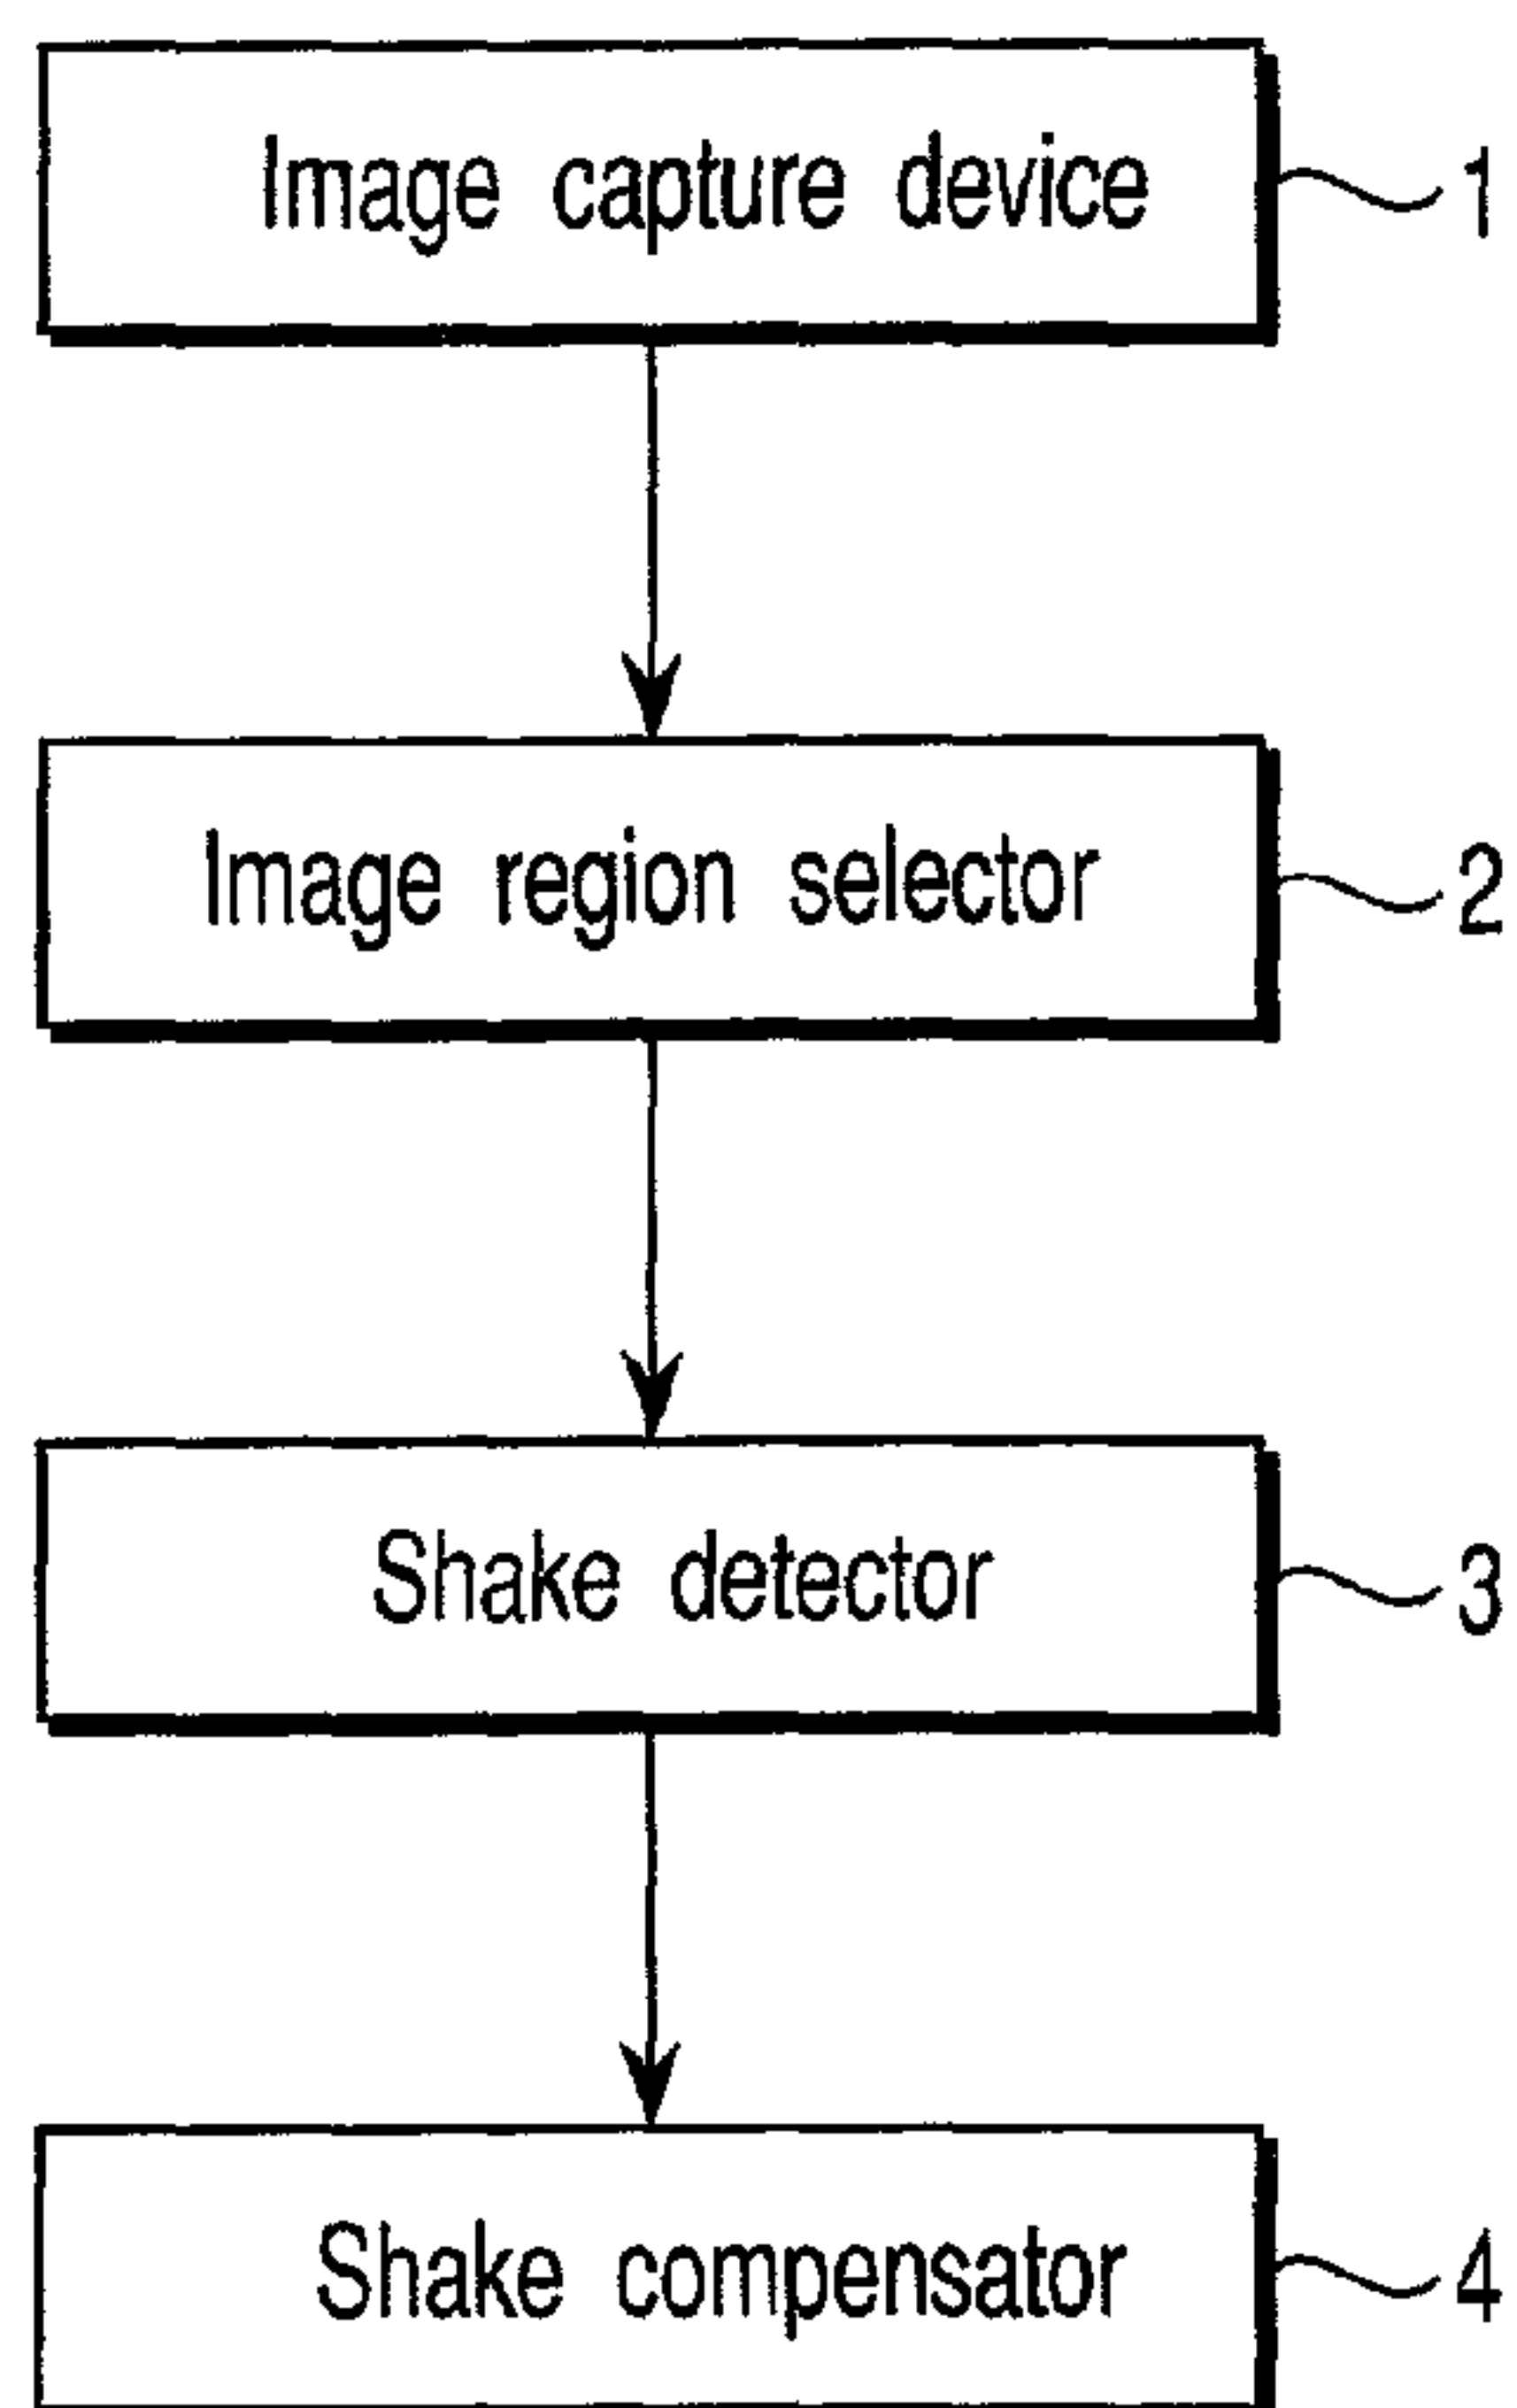 Image capture device 1
Image region selector 2
Shake detector 3
Shake compensator 4